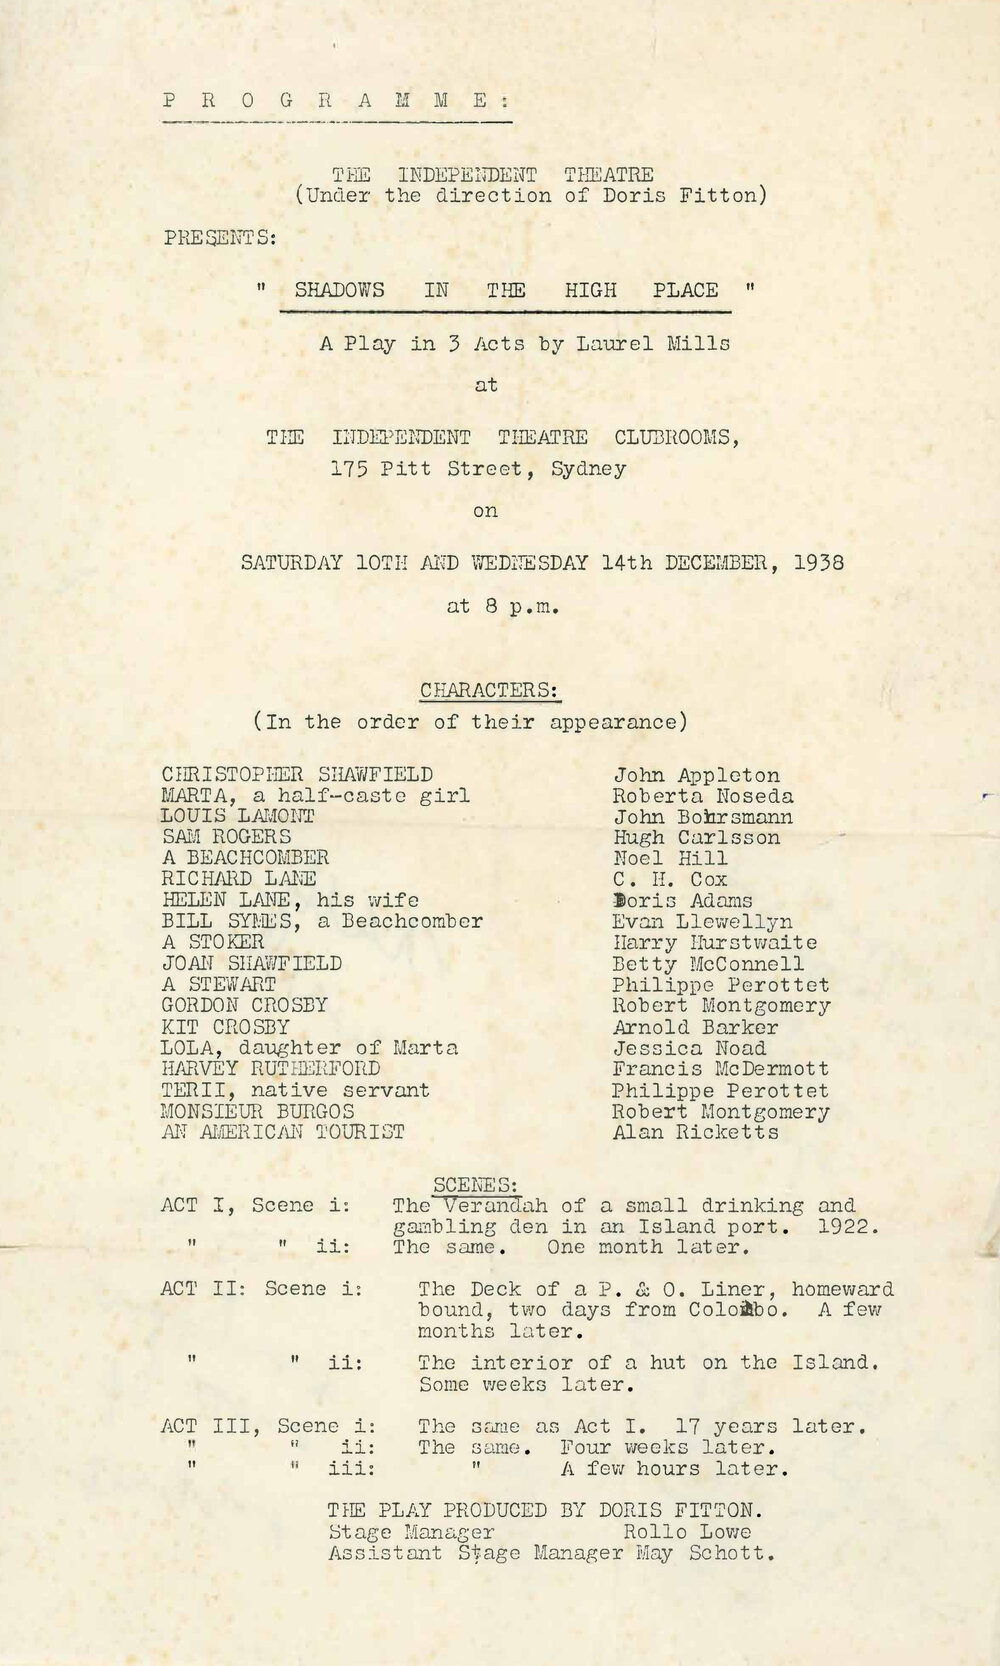 P R O G R A M M E :
THE INDEPENDENT THEATRE
(Under the direction of Doris Fitton)
PRESENTS:
" SHADOWS IN THE HIGH PLACE "
A Play in 3 Acts by Laurel Mills
at
THE INDEPENDENT THEATRE CLUBROOMS,
175 Pitt Street, Sydney
on
SATURDAY 10TH AND WEDNESDAY 14th DECEMBER, 1938
at 8 p.m.
CHARACTERS:
(In the order of their appearance)
CHRISTOPHER SHAWFIELD John Appleton
MARTA, a half-caste girl Roberta Noseda
LOUIS LAMONT John Bohrsmann
SAM ROGERS Hugh Carlsson
A BEACHCOMBER Noel Hill
RICHARD LANE C. H. Cox
HELEN LANE, his wife Doris Adams
BILL SYMES, a Beachcomber Evan Llewellyn
A STOKER Harry Hurstwaite
JOAN SHAWFIELD Betty McConnell
A STEWART Philippe Perottet
GORDON CROSBY Robert Montgomery
KIT CROSBY Arnold Barker
LOLA, daughter of Marta Jessica Noad
HARVEY RUTHERFORD Francis McDermott
TERII, native servant Philippe Perottet
MONSIEUR BURGOS Robert Montgomery
AN AMERICAN TOURIST Alan Ricketts
SCENES:
ACT I, Scene i: The Verandah of a small drinking and
gambling den in an Island port. 1922.
" " ii: The same. One month later.
ACT II: Scene i: The Deck of a P. & O. Liner, homeward
bound, two days from Colombo. A few
months later.
" " ii: The interior of a hut on the Island.
Some weeks later.
ACT III, Scene i: The same as Act I. 17 years later.
" " ii: The same. Four weeks later.
" " iii: " A few hours later.
THE PLAY PRODUCED BY DORIS FITTON.
Stage Manager Rollo Lowe
Assistant Stage Manager May Schott.